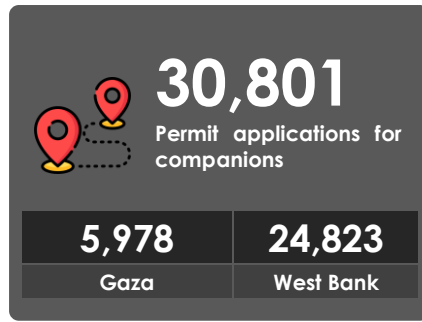 30,801
Permit applications for
companions
5,978 24,823
Gaza West Bank